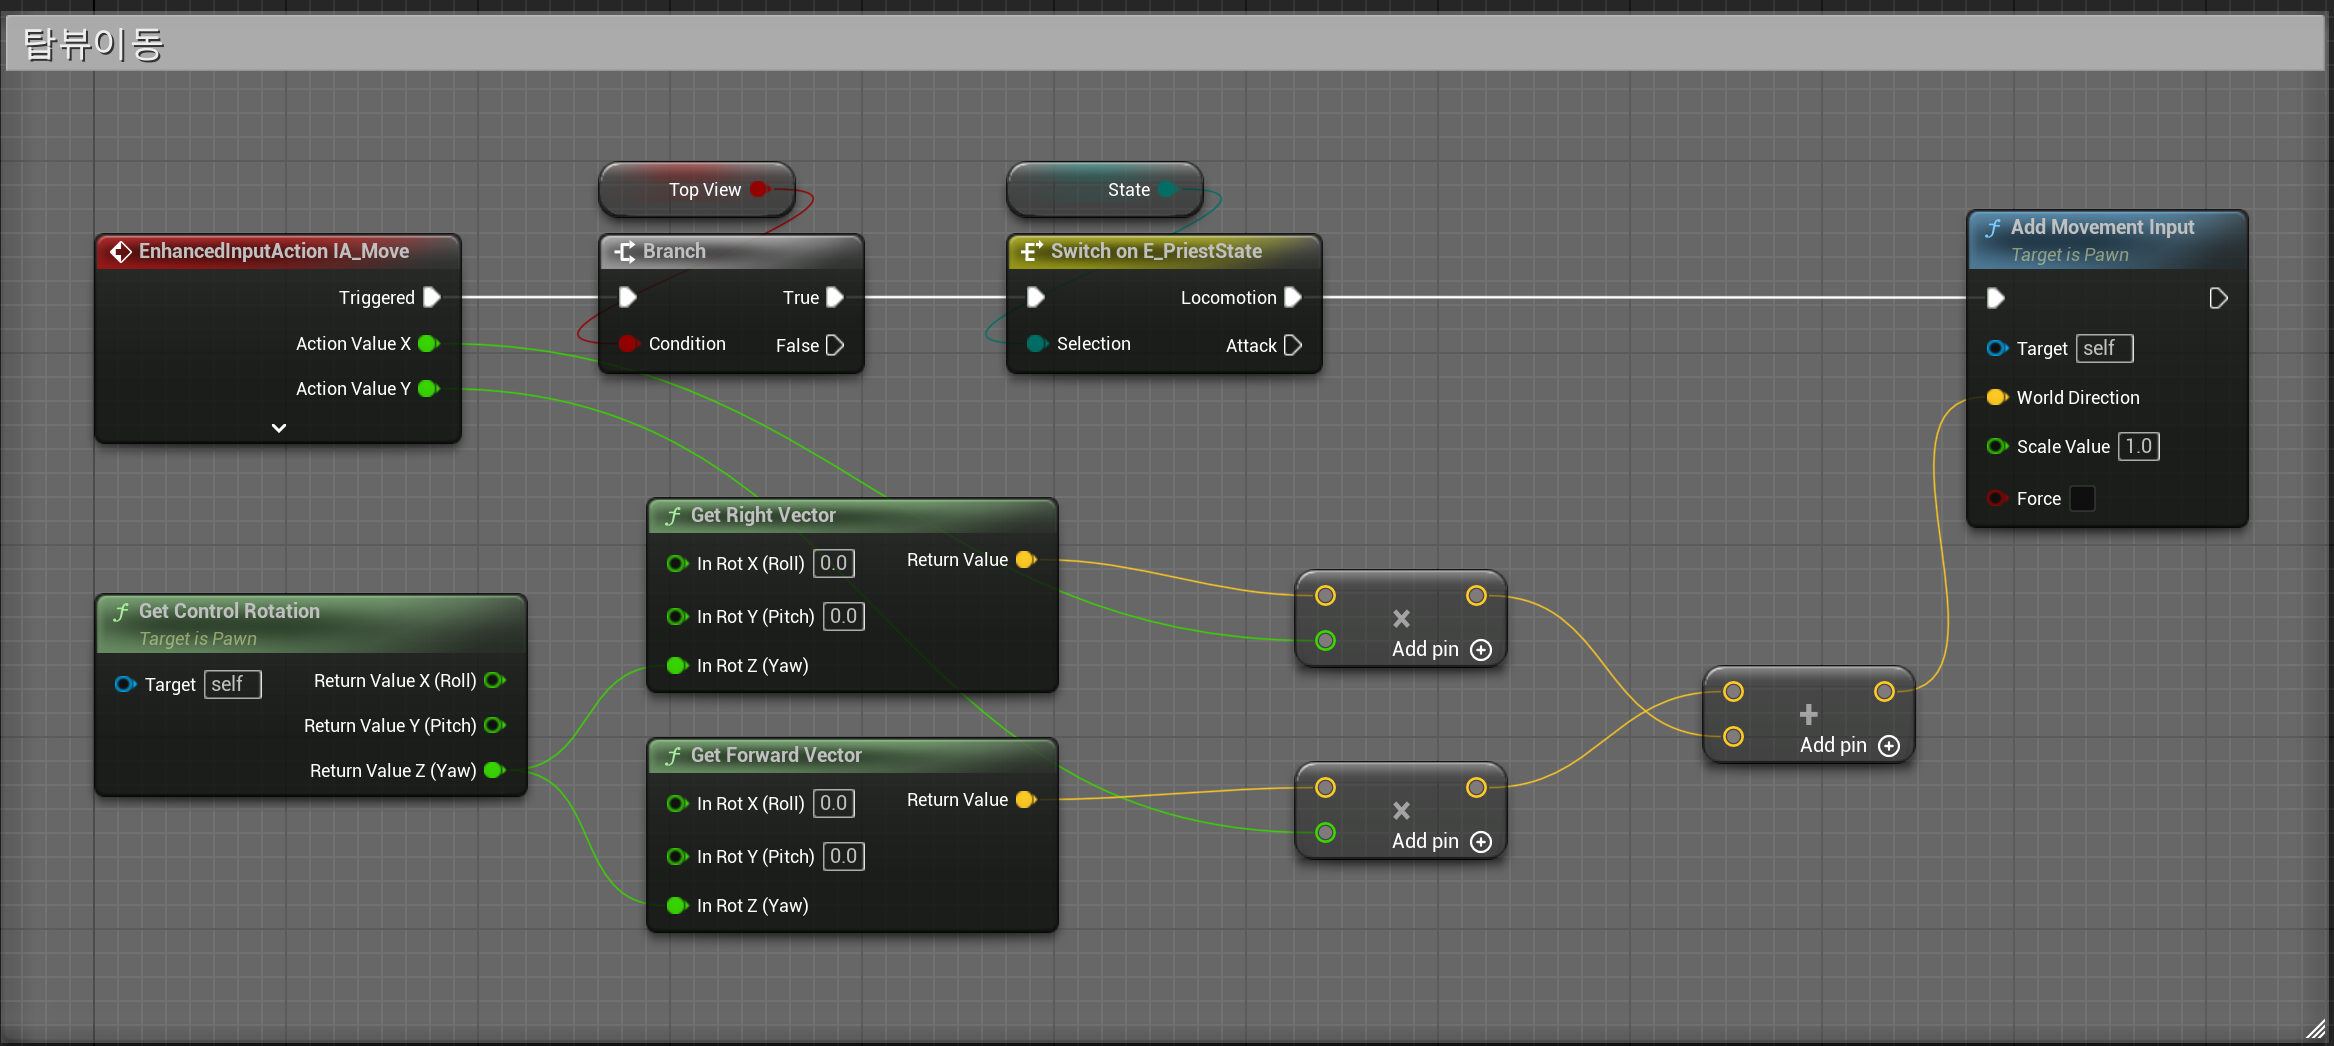 탑뷰이동
Top View
State
EnhancedInputAction IA_Move
Triggered
Action Value X
Action Value Y
Branch
True
Condition
False
Switch on E_PriestState
Locomotion
Selection
Attack
Add Movement Input
Target is Pawn
Target self
World Direction
Scale Value 1.0
Force
Get Right Vector
In Rot X (Roll) 0.0
Return Value
In Rot Y (Pitch) 0.0
In Rot Z (Yaw)
Get Control Rotation
Target is Pawn
Target self
Return Value X (Roll)
Return Value Y (Pitch)
Return Value Z (Yaw)
Get Forward Vector
In Rot X (Roll) 0.0
Return Value
In Rot Y (Pitch) 0.0
In Rot Z (Yaw)
Add pin
Add pin
Add pin